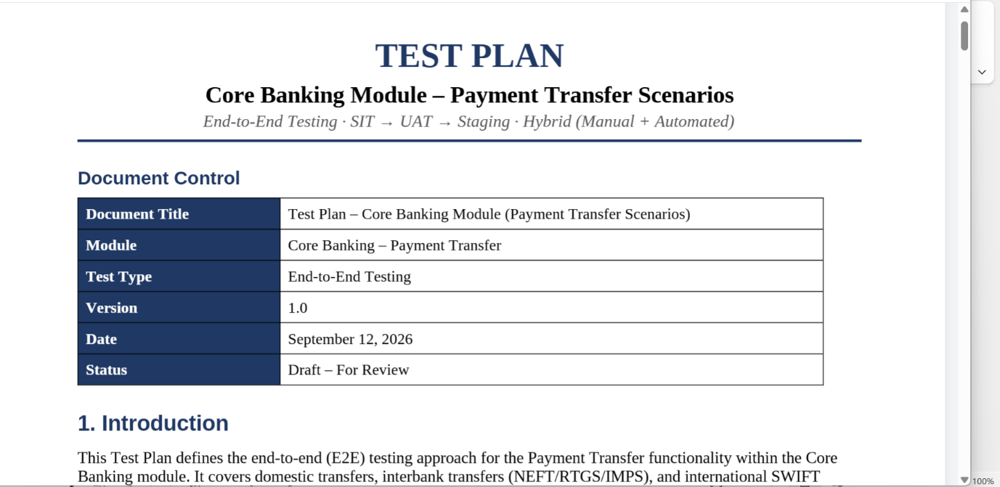 TEST PLAN
Core Banking Module – Payment Transfer Scenarios
End-to-End Testing · SIT → UAT → Staging · Hybrid (Manual + Automated)
Document Control
Document Title Test Plan – Core Banking Module (Payment Transfer Scenarios)
Module Core Banking – Payment Transfer
Test Type End-to-End Testing
Version 1.0
Date September 12, 2026
Status Draft – For Review
1. Introduction
This Test Plan defines the end-to-end (E2E) testing approach for the Payment Transfer functionality within the Core
Banking module. It covers domestic transfers, interbank transfers (NEFT/RTGS/IMPS), and international SWIFT
100%